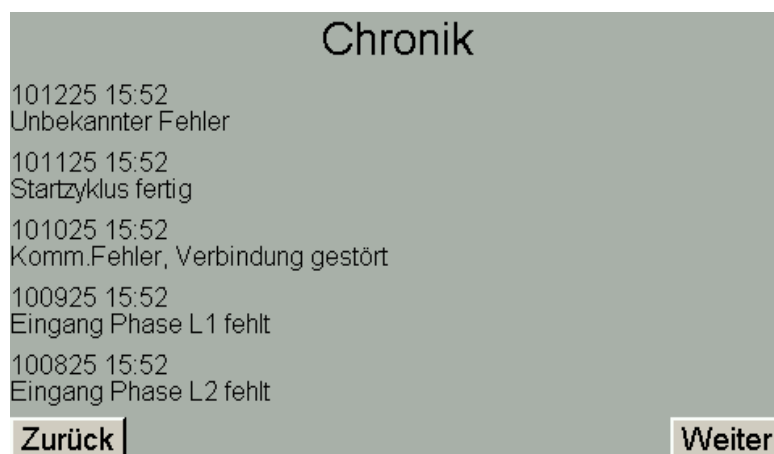 Chronik
101225 15:52
Unbekannter Fehler
101125 15:52
Startzyklus fertig
101025 15:52
Komm.Fehler, Verbindung gestört
100925 15:52
Eingang Phase L1 fehlt
100825 15:52
Eingang Phase L2 fehlt
Zurück
Weiter